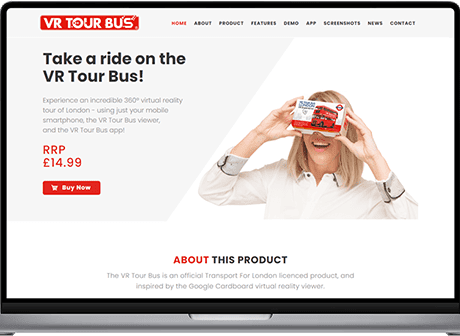 VR TOUR BUS
HOME ABOUT PRODUCT FEATURES DEMO APP SCREENSHOTS NEWS CONTACT
Take a ride on the
VR Tour Bus!
Experience an incredible 360° virtual reality
tour of London - using just your mobile
smartphone, the VR Tour Bus viewer,
and the VR Tour Bus app!
RRP
£14.99
Buy Now
ABOUT THIS PRODUCT
The VR Tour Bus is an official Transport For London licenced product, and
inspired by the Google Cardboard virtual reality viewer.